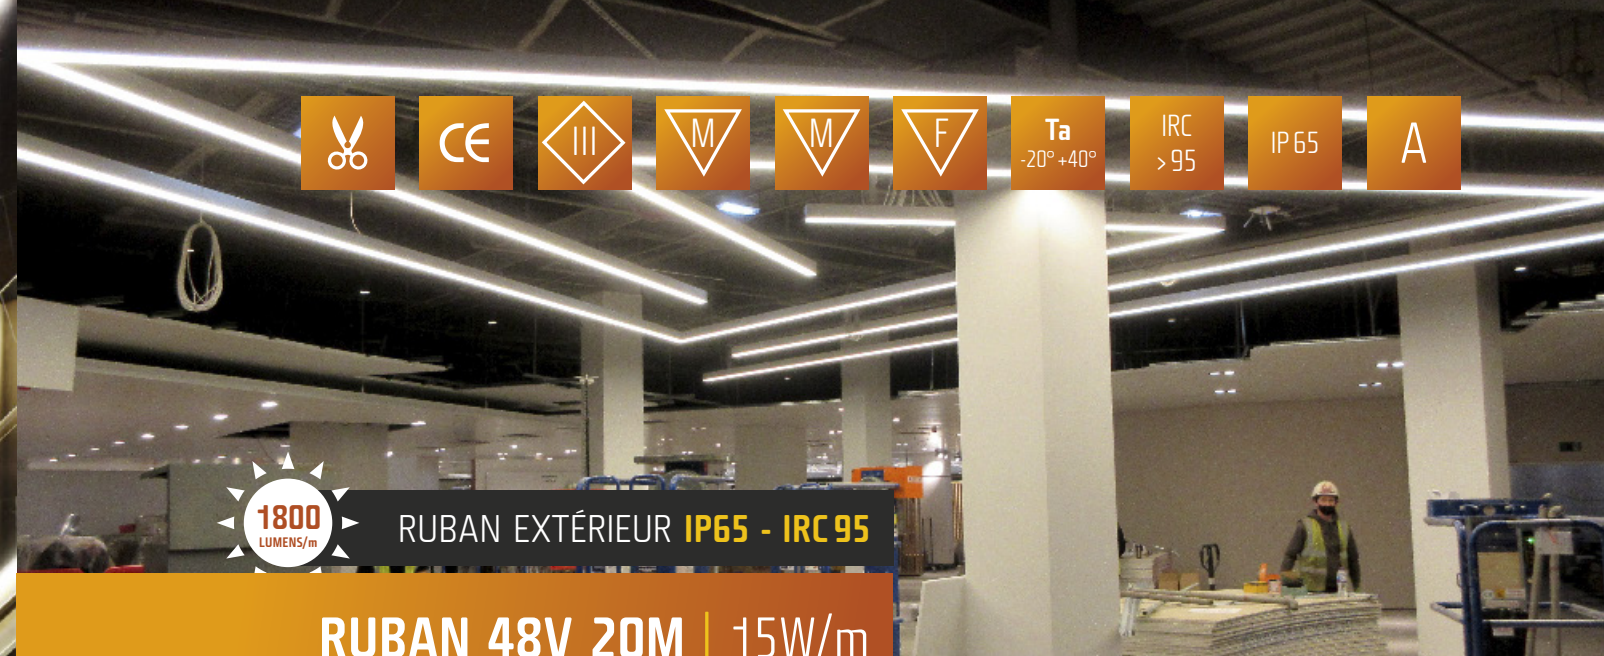 CE
III
M
M
F
Ta
-20° +40°
IRC
> 95
IP 65
A
1800
LUMENS/m
RUBAN EXTÉRIEUR IP65 - IRC 95
RUBAN 48V 20M | 15W/m